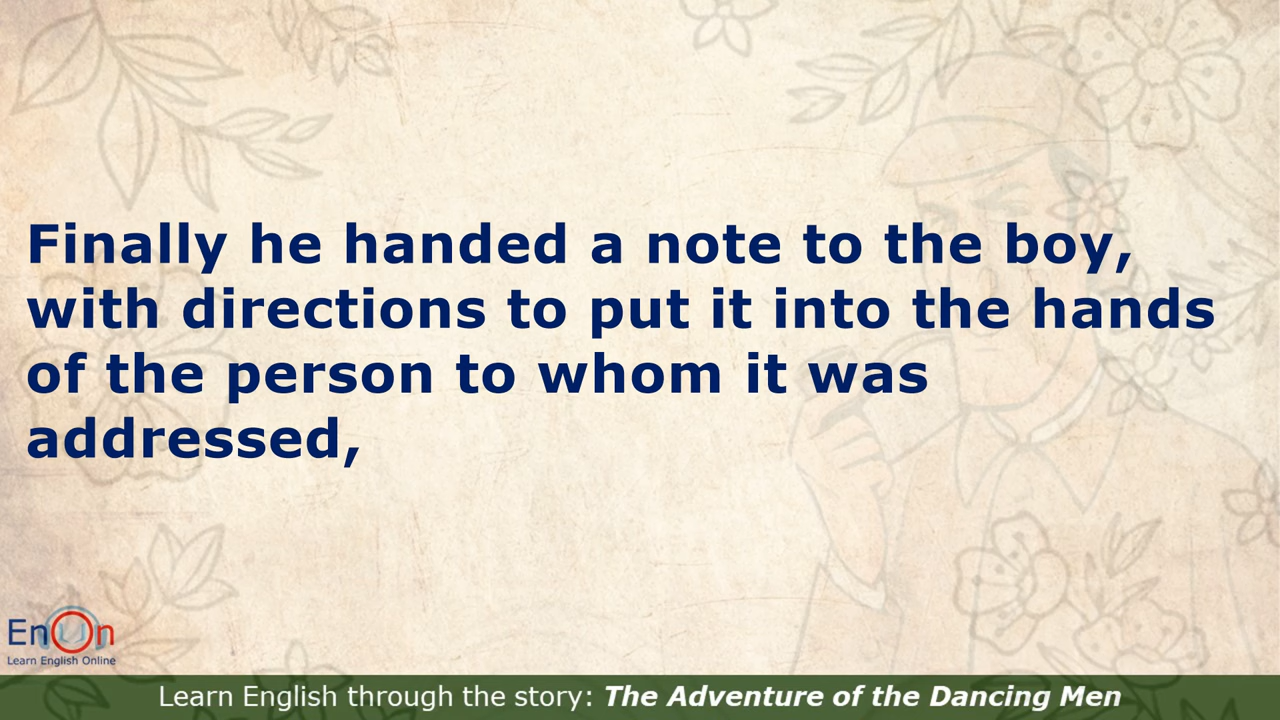 Finally he handed a note to the boy,
with directions to put it into the hands
of the person to whom it was
addressed,
EnOn
Learn English Online
Learn English through the story: The Adventure of the Dancing Men